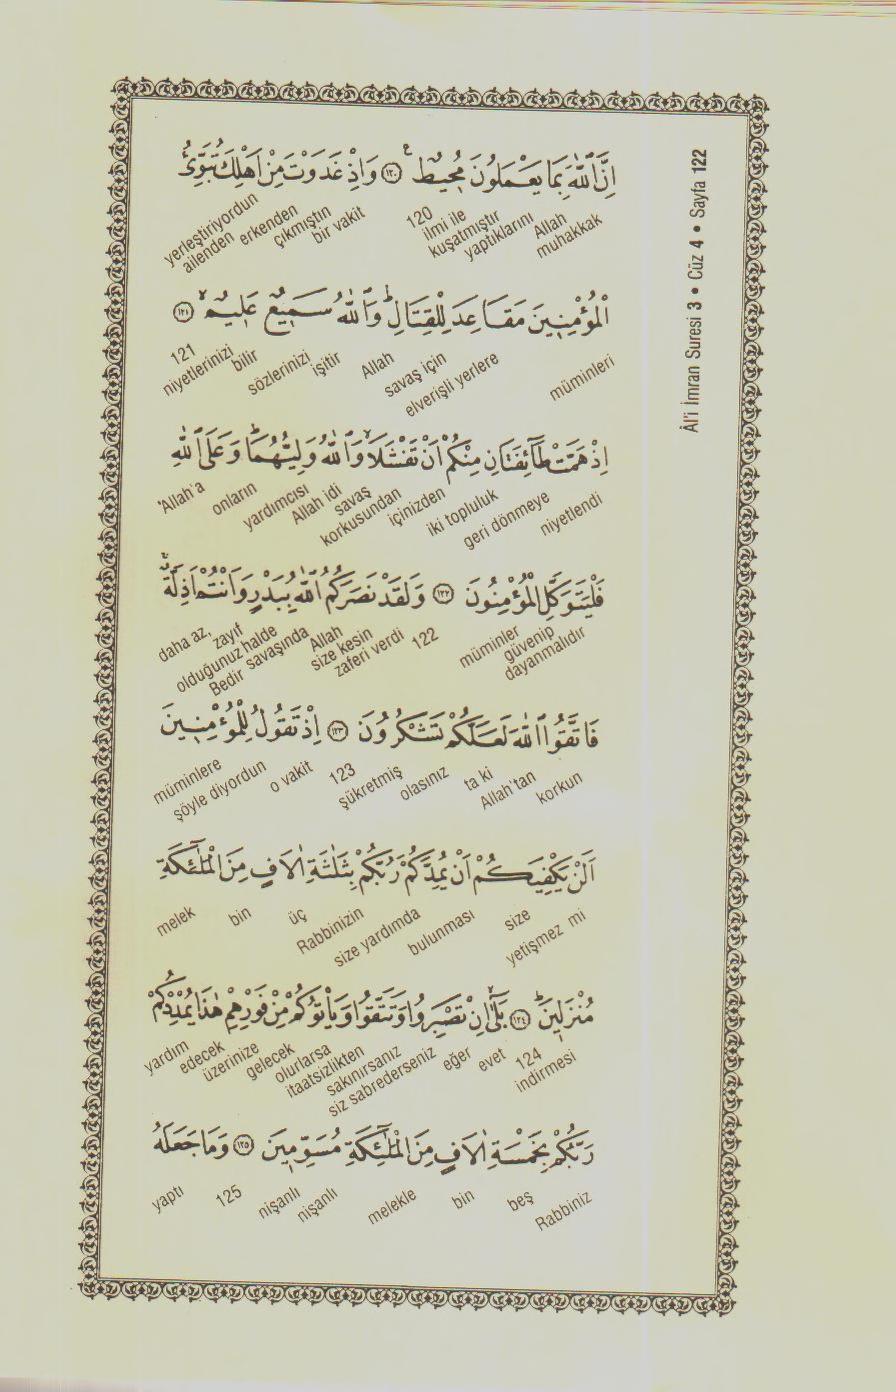 Âl'i İmran Suresi 3 • Cüz 4 • Sayfa 122
اِنَّ اللّٰهَ بِمَا يَعْمَلُونَ مُح۪يطٌ ﴿١٢٠﴾ وَاِذْ غَدَوْتَ مِنْ اَهْلِكَ تُبَوِّئُ
muhakkak Allah yaptıklarını kuşatmıştır ilmi ile 120 bir vakit çıkmıştın erkenden ailenden yerleştiriyordun
الْمُؤْمِن۪ينَ مَقَاعِدَ لِلْقِتَالِۜ وَاللّٰهُ سَم۪يعٌ عَل۪يمٌۙ ﴿١٢١﴾
müminleri elverişli yerlere savaş için Allah işitir sözlerinizi bilir niyetlerinizi 121
اِذْ هَمَّتْ طَٓائِفَتَانِ مِنْكُمْ اَنْ تَفْشَلَاۙ وَاللّٰهُ وَلِيُّهُمَاۜ وَعَلَى اللّٰهِ
niyetlendi geri dönmeye iki topluluk içinizden korkusundan savaş Allah idi yardımcısı onların 'Allah'a
فَلْيَتَوَكَّلِ الْمُؤْمِنُونَ ﴿١٢٢﴾ وَلَقَدْ نَصَرَكُمُ اللّٰهُ بِبَدْرٍ وَاَنْتُمْ اَذِلَّةٌۚ
dayanmalıdır güvenip müminler 122 zaferi verdi size kesin Allah Bedir savaşında olduğunuz halde zayıf daha az,
فَاتَّقُوا اللّٰهَ لَعَلَّكُمْ تَشْكُرُونَ ﴿١٢٣﴾ اِذْ تَقُولُ لِلْمُؤْمِن۪ينَ
korkun Allah'tan ta ki olasınız şükretmiş 123 o vakit şöyle diyordun müminlere
اَلَنْ يَكْفِيَكُمْ اَنْ يُمِدَّكُمْ رَبُّكُمْ بِثَلٰثَةِ اٰلَافٍ مِنَ الْمَلٰٓئِكَةِ
yetişmez mi size bulunması size yardımda Rabbinizin üç bin melek
مُنْزَل۪ينَۜ ﴿١٢٤﴾ بَلٰىۙ اِنْ تَصْبِرُوا وَتَتَّقُوا وَيَأْتُوكُمْ مِنْ فَوْرِهِمْ هٰذَا يُمْدِدْكُمْ
indirmesi 124 evet eğer siz sabrederseniz sakınırsanız itaatsizlikten olurlarsa gelecek üzerinize edecek yardım
رَبُّكُمْ بِخَمْسَةِ اٰلَافٍ مِنَ الْمَلٰٓئِكَةِ مُسَوِّم۪ينَ ﴿١٢٥﴾ وَمَا جَعَلَهُ
Rabbiniz beş bin melekle nişanlı nişanlı 125 yaptı